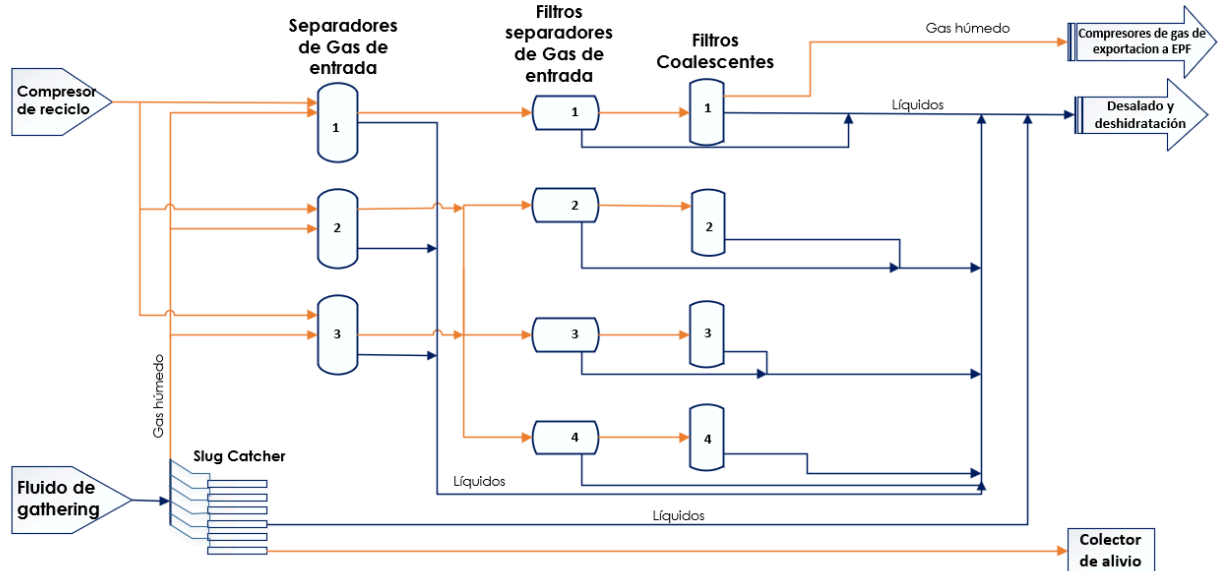 Separadores
de Gas de
entrada
Filtros
separadores
de Gas de
entrada
Filtros
Coalescentes
Gas húmedo
Compresores de gas de
exportacion a EPF
Compresor
de reciclo
Líquidos
Desalado y
deshidratación
1
1
1
2
2
2
3
3
3
4
4
Gas húmedo
Slug Catcher
Fluido de
gathering
Líquidos
Líquidos
Colector
de alivio